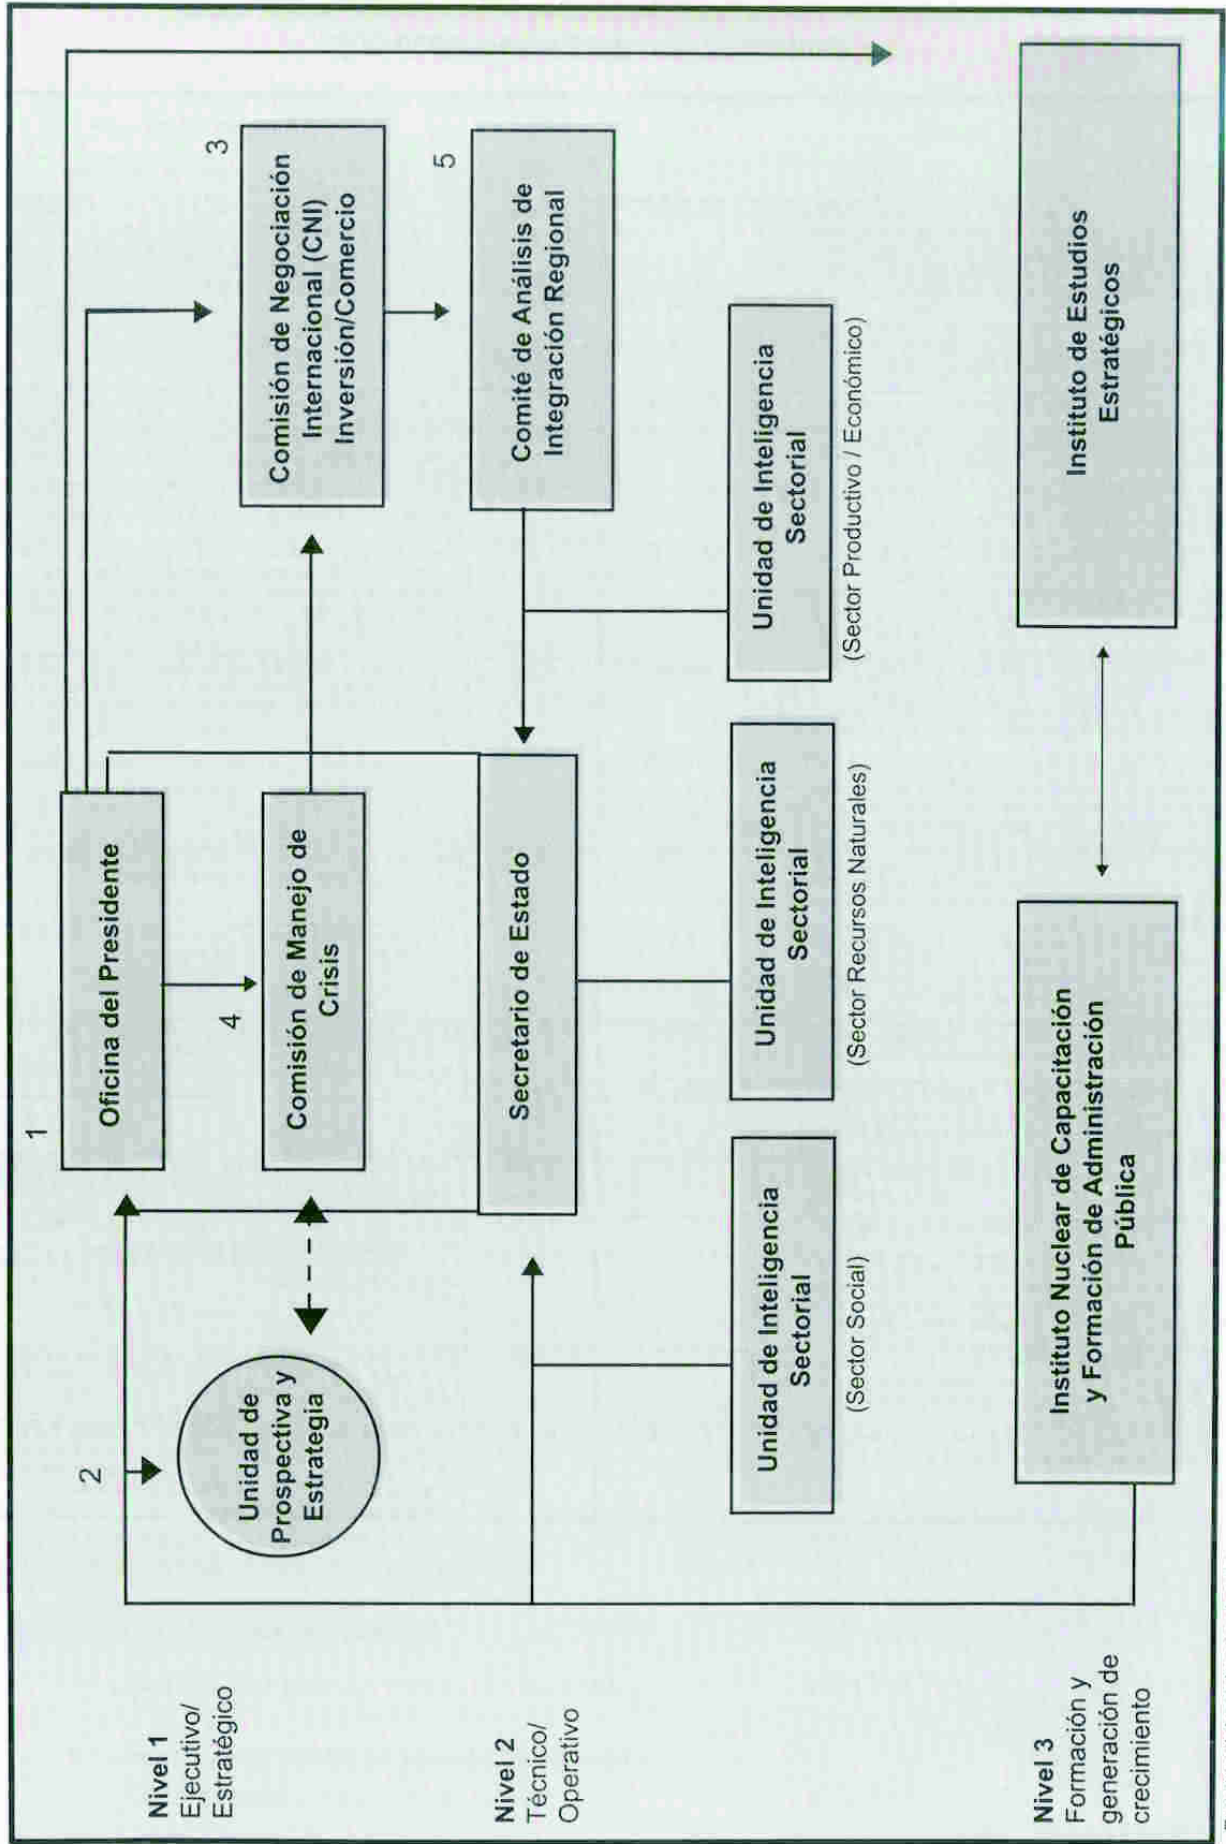 1
Oficina del Presidente
2
Unidad de
Prospectiva y
Estrategia
4
Comisión de Manejo de
Crisis
3
Comisión de Negociación
Internacional (CNI)
Inversión/Comercio
Nivel 1
Ejecutivo/
Estratégico
5
Comité de Análisis de
Integración Regional
Secretario de Estado
Nivel 2
Técnico/
Operativo
Unidad de Inteligencia
Sectorial
(Sector Social)
Unidad de Inteligencia
Sectorial
(Sector Recursos Naturales)
Unidad de Inteligencia
Sectorial
(Sector Productivo / Económico)
Nivel 3
Formación y
generación de
crecimiento
Instituto Nuclear de Capacitación
y Formación de Administración
Pública
Instituto de Estudios
Estratégicos